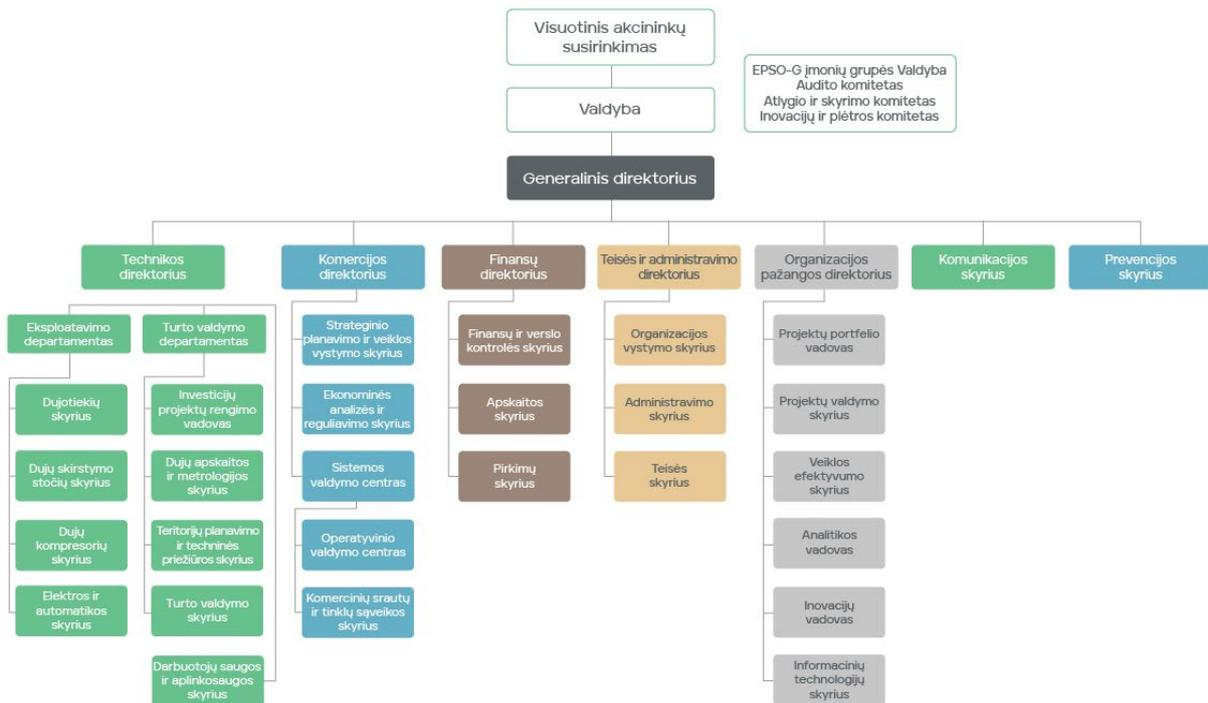 Visuotinis akcininkų
susirinkimas
EPSO-G įmonių grupės Valdyba
Audito komitetas
Atlygio ir skyrimo komitetas
Inovacijų ir plėtros komitetas
Valdyba
Generalinis direktorius
Technikos
direktorius
Komercijos
direktorius
Finansų
direktorius
Teisės ir administravimo
direktorius
Organizacijos
pažangos direktorius
Komunikacijos
skyrius
Prevencijos
skyrius
Eksploatavimo
departamentas
Dujotiekių
skyrius
Dujų skirstymo
stočių skyrius
Dujų
kompresorių
skyrius
Elektros ir
automatikos
skyrius
Turto valdymo
departamentas
Investicijų
projektų rengimo
vadovas
Dujų apskaitos
ir metrologijos
skyrius
Teritorijų planavimo
ir techninės
priežiūros skyrius
Turto valdymo
skyrius
Darbuotojų saugos
ir aplinkosaugos
skyrius
Strateginio
planavimo ir veiklos
vystymo skyrius
Ekonominės
analizės ir
reguliavimo skyrius
Sistemos
valdymo centras
Operatyvinio
valdymo centras
Komercinių srautų
ir tinklų sąveikos
skyrius
Finansų ir verslo
kontrolės skyrius
Apskaitos
skyrius
Pirkimų
skyrius
Organizacijos
vystymo skyrius
Administravimo
skyrius
Teisės
skyrius
Projektų portfelio
vadovas
Projektų valdymo
skyrius
Veiklos
efektyvumo
skyrius
Analitikos
vadovas
Inovacijų
vadovas
Informacinių
technologijų
skyrius